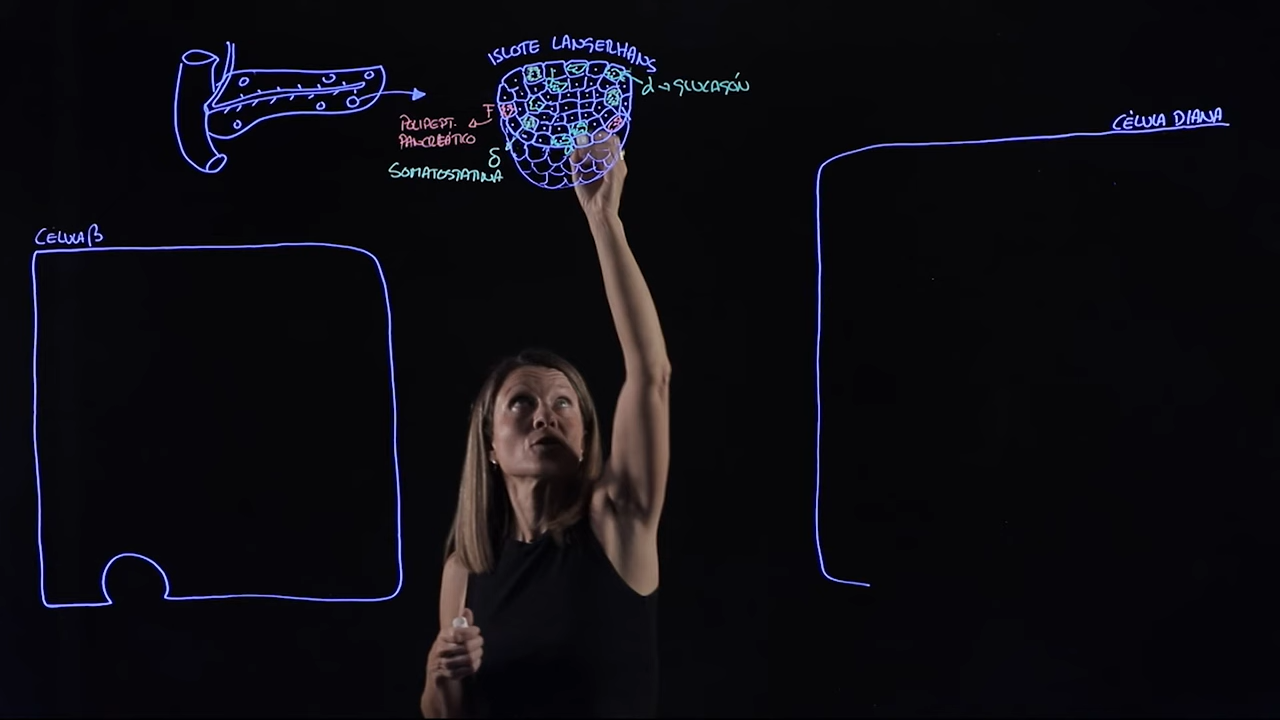 ISLOTE LANGERHANS
α → GLUCAGÓN
F
POLIPEPT.
PANCREÁTICO
δ
SOMATOSTATINA
CÉLULA DIANA
CÉLULA β